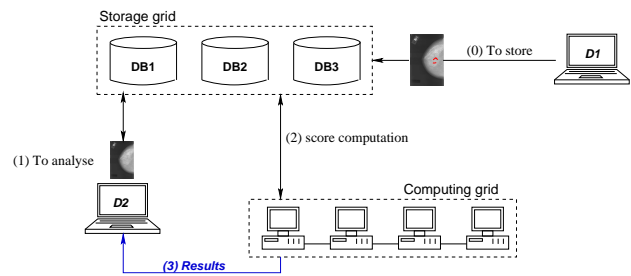 Storage grid
DB1
DB2
DB3
(0) To store
D1
(2) score computation
(1) To analyse
D2
Computing grid
(3) Results